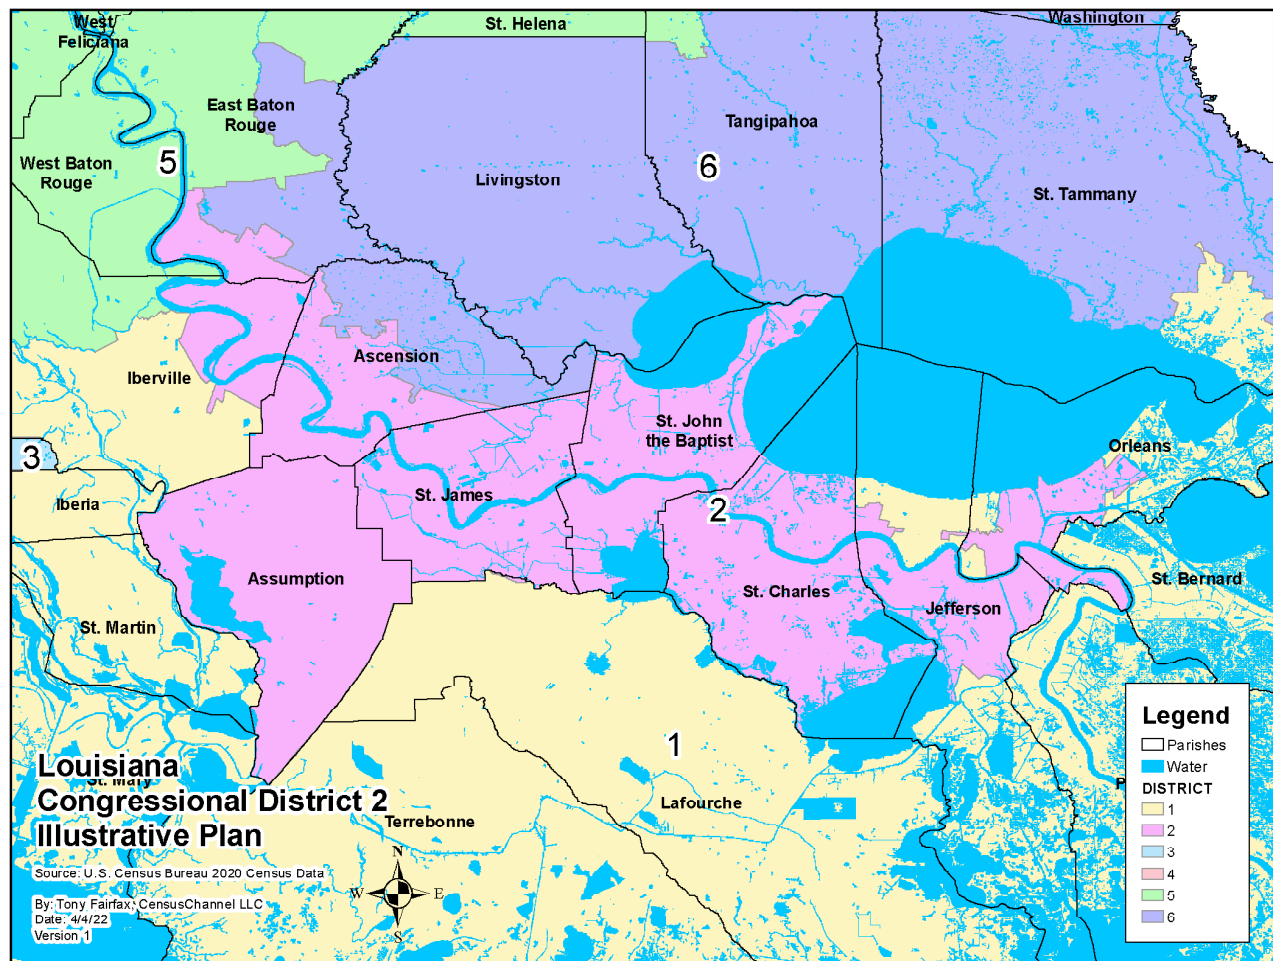 West
Feliciana
St. Helena
Washington
East Baton
Rouge
Tangipahoa
West Baton
Rouge
5
6
Livingston
St. Tammany
Ascension
Iberville
St. John
the Baptist
Orleans
3
Iberia
St. James
2
Assumption
St. Charles
Jefferson
St. Bernard
St. Martin
1
Lafourche
Terrebonne
St. Mary
P
Louisiana
Congressional District 2
Illustrative Plan
Source: U.S. Census Bureau 2020 Census Data
By: Tony Fairfax, CensusChannel LLC
Date: 4/4/22
Version 1
N
W E
S
Legend
Parishes
Water
DISTRICT
1
2
3
4
5
6